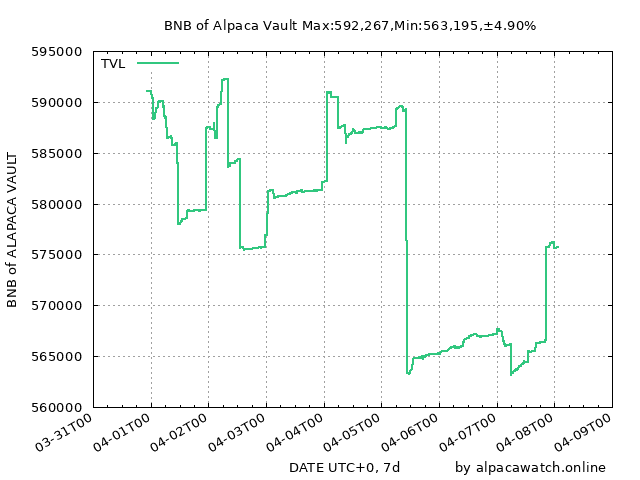 BNB of Alpaca Vault Max:592,267,Min:563,195,±4.90%
TVL
595000
590000
585000
580000
575000
570000
565000
560000
BNB of ALAPACA VAULT
03-31T00
04-01T00
04-02T00
04-03T00
04-04T00
04-05T00
04-06T00
04-07T00
04-08T00
04-09T00
DATE UTC+0, 7d
by alpacawatch.online